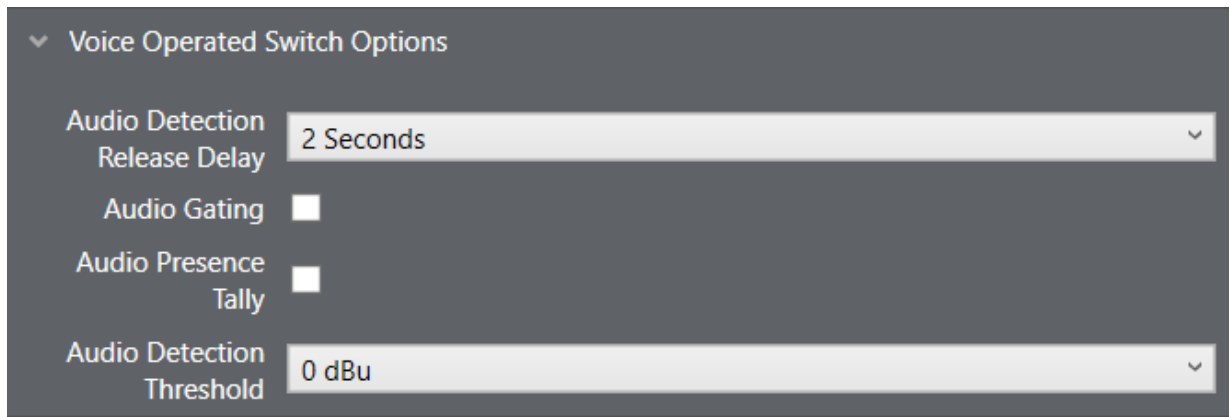 Voice Operated Switch Options
Audio Detection
Release Delay
2 Seconds
Audio Gating
Audio Presence
Tally
Audio Detection
Threshold
0 dBu